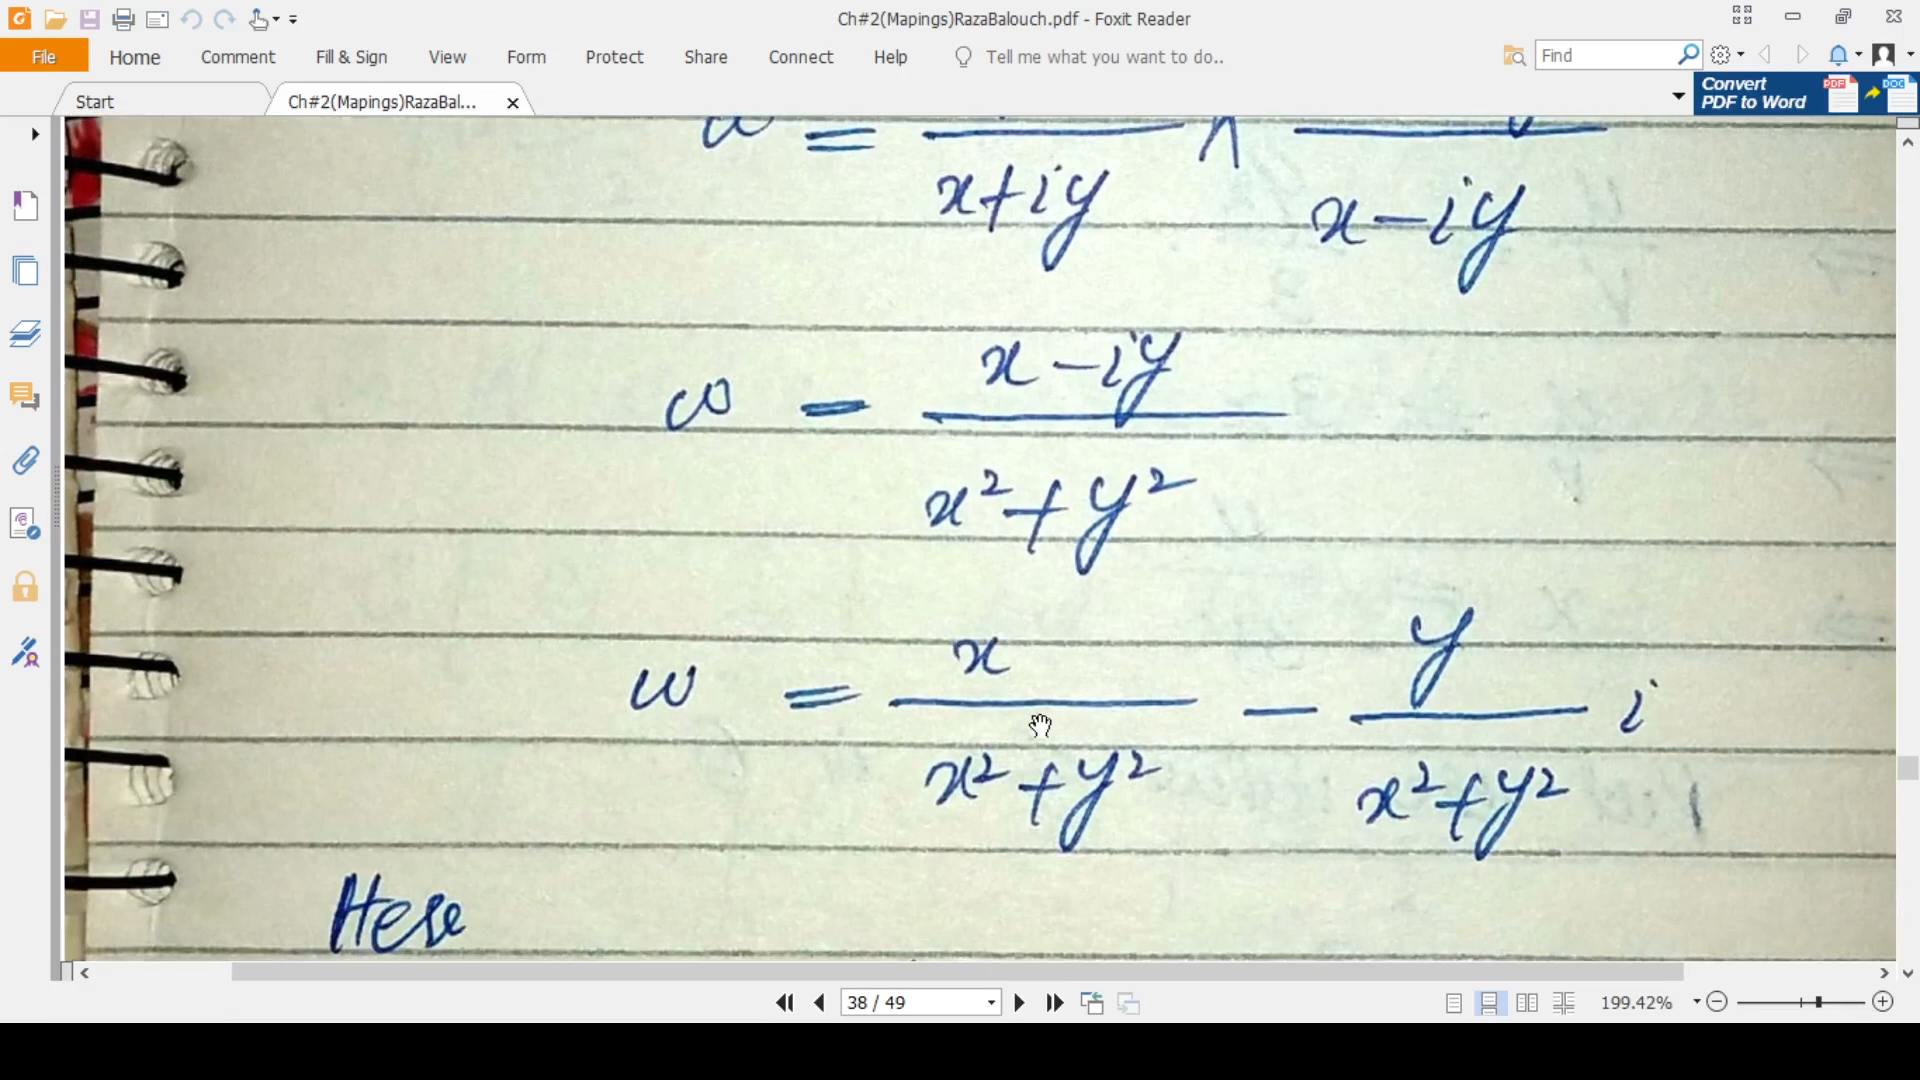 Ch#2(Mapings)RazaBalouch.pdf - Foxit Reader
File Home Comment Fill & Sign View Form Protect Share Connect Help Tell me what you want to do.. Find
Start Ch#2(Mapings)RazaBal... Convert PDF to Word PDF DOC
ω = ――― × ―――
x+iy x-iy
x-iy
ω = ―――
x²+y²
x y
ω = ――― - ――― i
x²+y² x²+y²
Here
38 / 49 199.42%